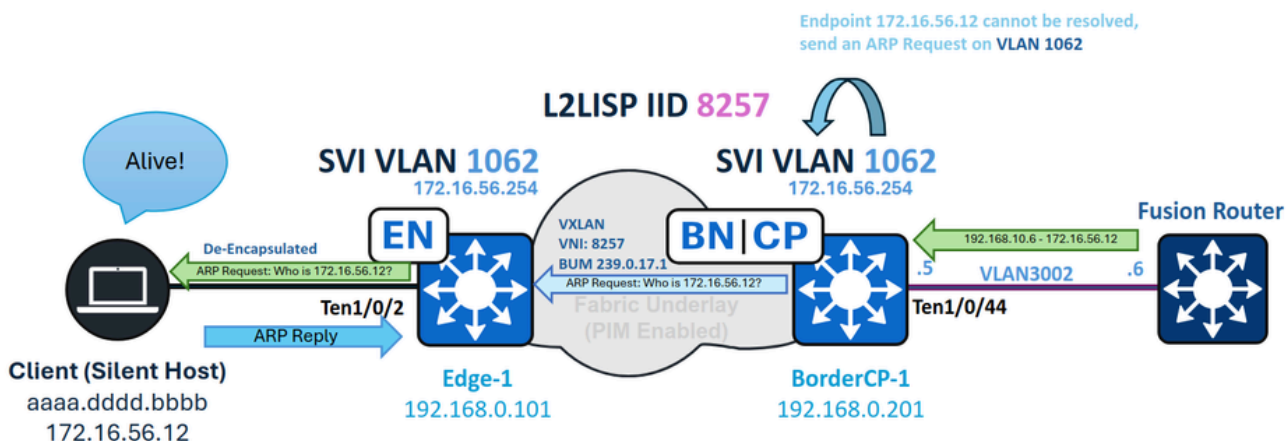 Endpoint 172.16.56.12 cannot be resolved,
send an ARP Request on VLAN 1062
L2LISP IID 8257
Alive!
SVI VLAN 1062
172.16.56.254
SVI VLAN 1062
172.16.56.254
Fusion Router
EN
VXLAN
VNI: 8257
BUM 239.0.17.1
BN|CP
De-Encapsulated
ARP Request: Who is 172.16.56.12?
ARP Request: Who is 172.16.56.12?
192.168.10.6 - 172.16.56.12
.5
VLAN3002
.6
Ten1/0/2
Fabric Underlay
(PIM Enabled)
Ten1/0/44
ARP Reply
Client (Silent Host)
aaaa.dddd.bbbb
172.16.56.12
Edge-1
192.168.0.101
BorderCP-1
192.168.0.201